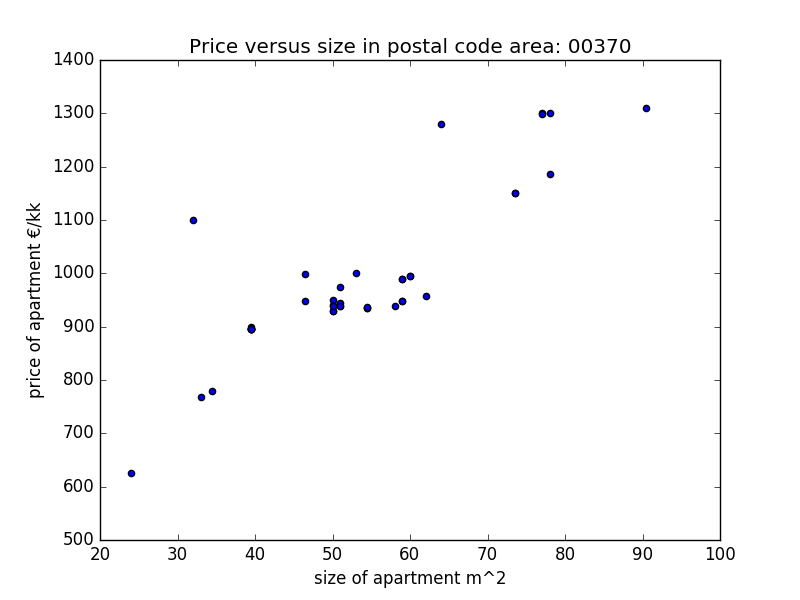 Price versus size in postal code area: 00370
1400
1300
1200
1100
1000
900
800
700
600
500
price of apartment €/kk
20 30 40 50 60 70 80 90 100
size of apartment m^2